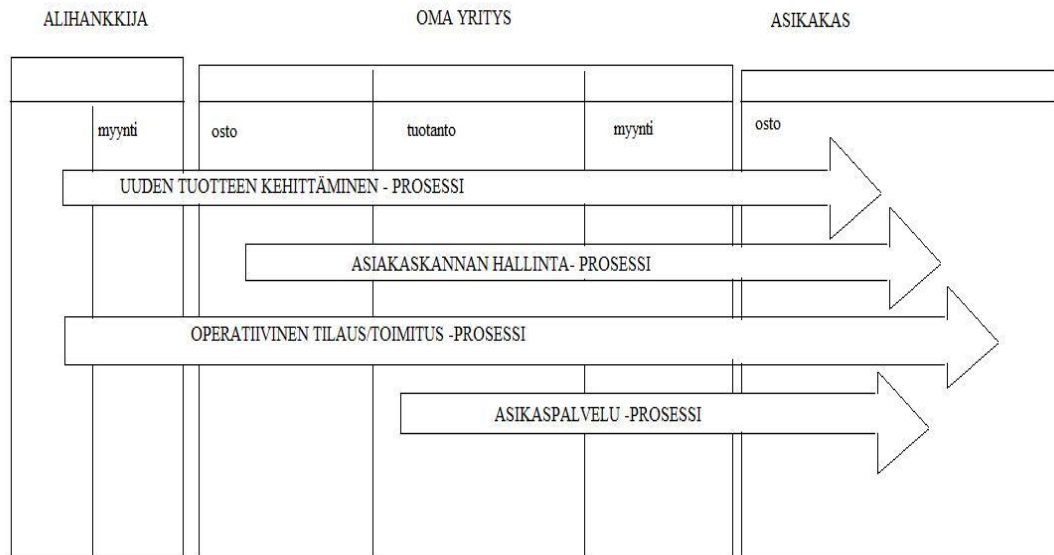 ALIHANKKIJA
OMA YRITYS
ASIKAKAS
myynti
osto
tuotanto
myynti
osto
UUDEN TUOTTEEN KEHITTÄMINEN - PROSESSI
ASIAKASKANNAN HALLINTA- PROSESSI
OPERATIIVINEN TILAUS/TOIMITUS -PROSESSI
ASIKASPALVELU -PROSESSI